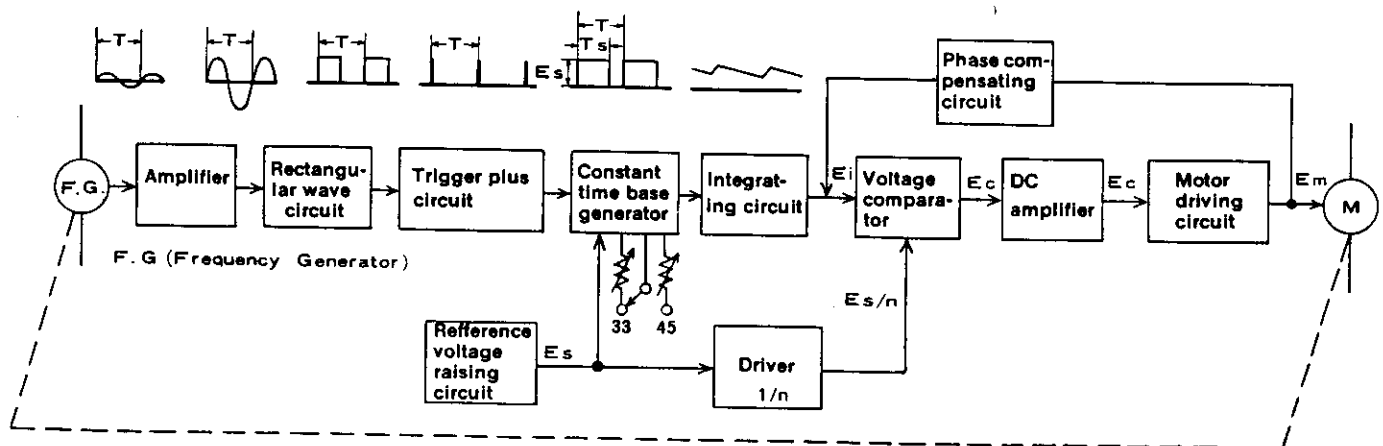 T
T
T
T
T
Ts
Es
Phase com-
pensating
circuit
F.G.
Amplifier
Rectangu-
lar wave
circuit
Trigger plus
circuit
Constant
time base
generator
Integrat-
ing circuit
Ei
Voltage
compara-
tor
Ec
DC
amplifier
Ec
Motor
driving
circuit
Em
M
F.G (Frequency Generator)
33
45
Es/n
Refference
voltage
raising
circuit
Es
Driver
1/n